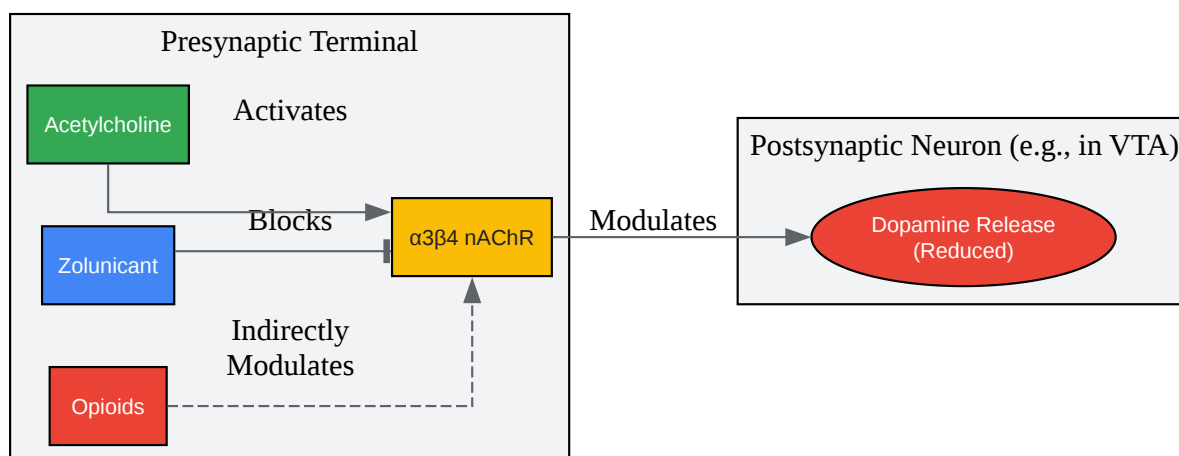 Presynaptic Terminal
Acetylcholine
Activates
Blocks
Zolunicant
α3β4 nAChR
Indirectly
Modulates
Opioids
Modulates
Postsynaptic Neuron (e.g., in VTA)
Dopamine Release
(Reduced)